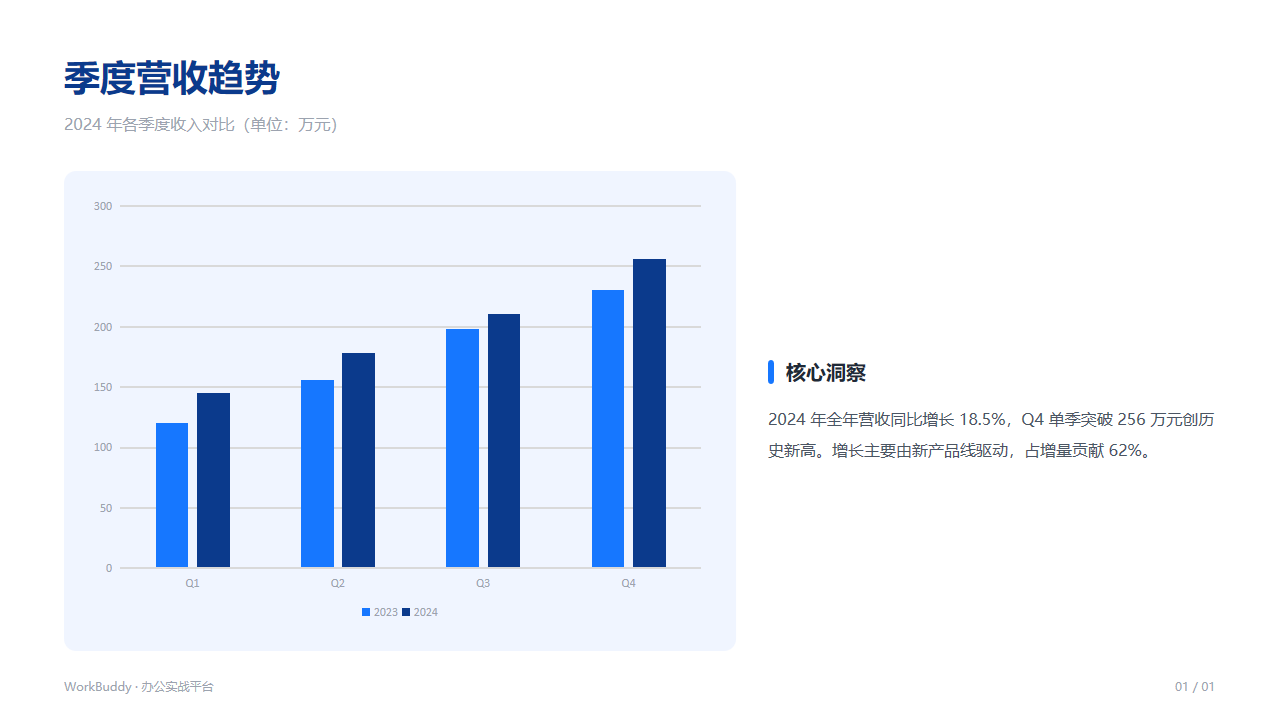 季度营收趋势
2024 年各季度收入对比（单位：万元）
300
250
200
150
100
50
0
Q1 Q2 Q3 Q4
2023 2024
核心洞察
2024 年全年营收同比增长 18.5%，Q4 单季突破 256 万元创历
史新高。增长主要由新产品线驱动，占增量贡献 62%。
WorkBuddy · 办公实战平台
01 / 01